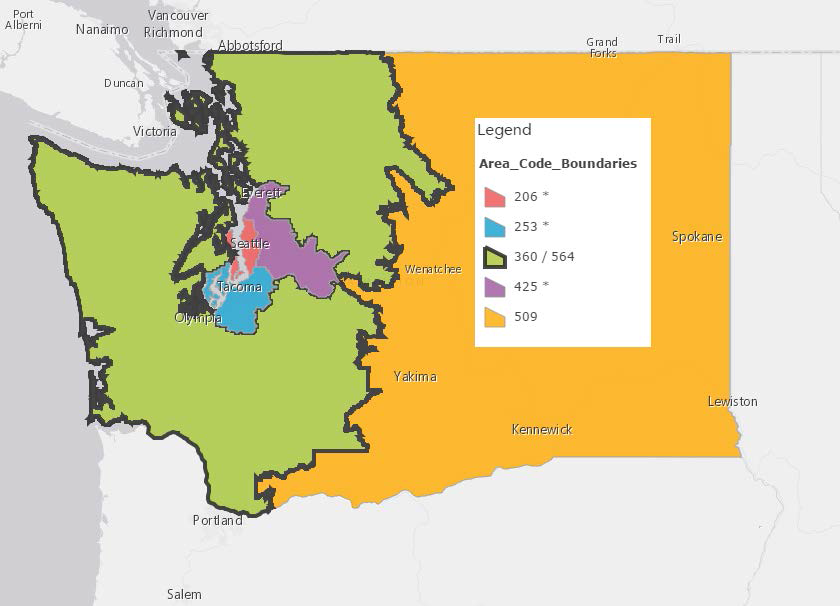 Port
Alberni
Nanaimo
Vancouver
Richmond
Abbotsford
Grand
Forks
Trail
Duncan
Victoria
Legend
Area_Code_Boundaries
206 *
253 *
360 / 564
425 *
509
Everett
Seattle
Spokane
Wenatchee
Tacoma
Olympia
Yakima
Lewiston
Kennewick
Portland
Salem